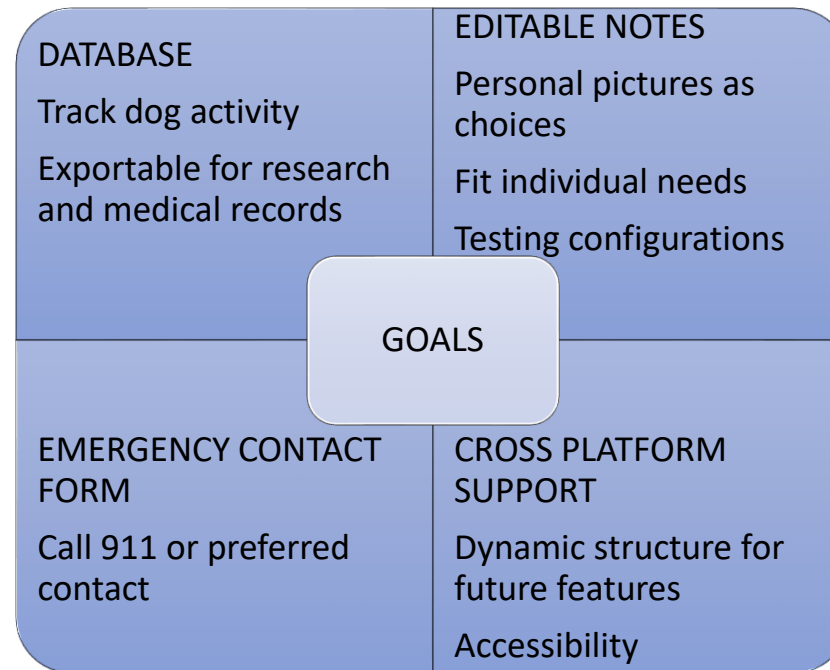 DATABASE
Track dog activity
Exportable for research
and medical records
EDITABLE NOTES
Personal pictures as
choices
Fit individual needs
Testing configurations
GOALS
EMERGENCY CONTACT
FORM
Call 911 or preferred
contact
CROSS PLATFORM
SUPPORT
Dynamic structure for
future features
Accessibility